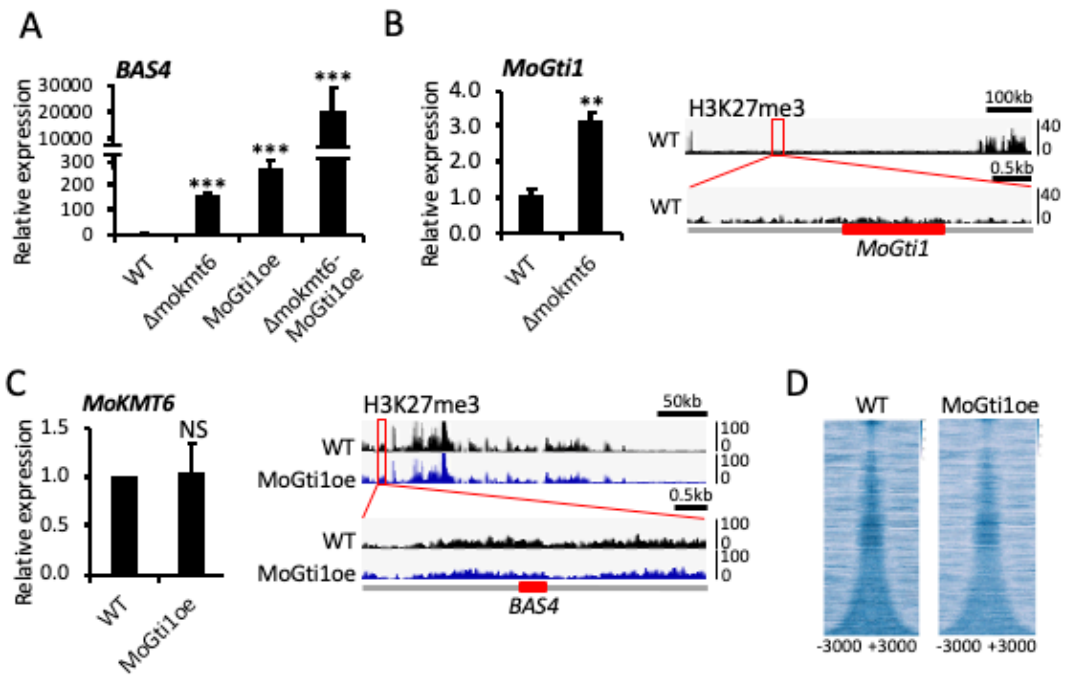 A
BAS4
Relative expression
30000
20000
10000
300
200
100
0
***
***
***
WT
Δmokmt6
MoGti1oe
Δmokmt6-
MoGti1oe
B
MoGti1
Relative expression
4.0
3.0
2.0
1.0
0.0
**
WT
Δmokmt6
H3K27me3
100kb
WT
40
0
0.5kb
WT
40
0
MoGti1
C
MoKMT6
Relative expression
1.5
1.0
0.5
0.0
NS
WT
MoGti1oe
H3K27me3
50kb
WT
100
0
MoGti1oe
100
0
0.5kb
WT
100
0
MoGti1oe
100
0
BAS4
D
WT
MoGti1oe
-3000 +3000
-3000 +3000